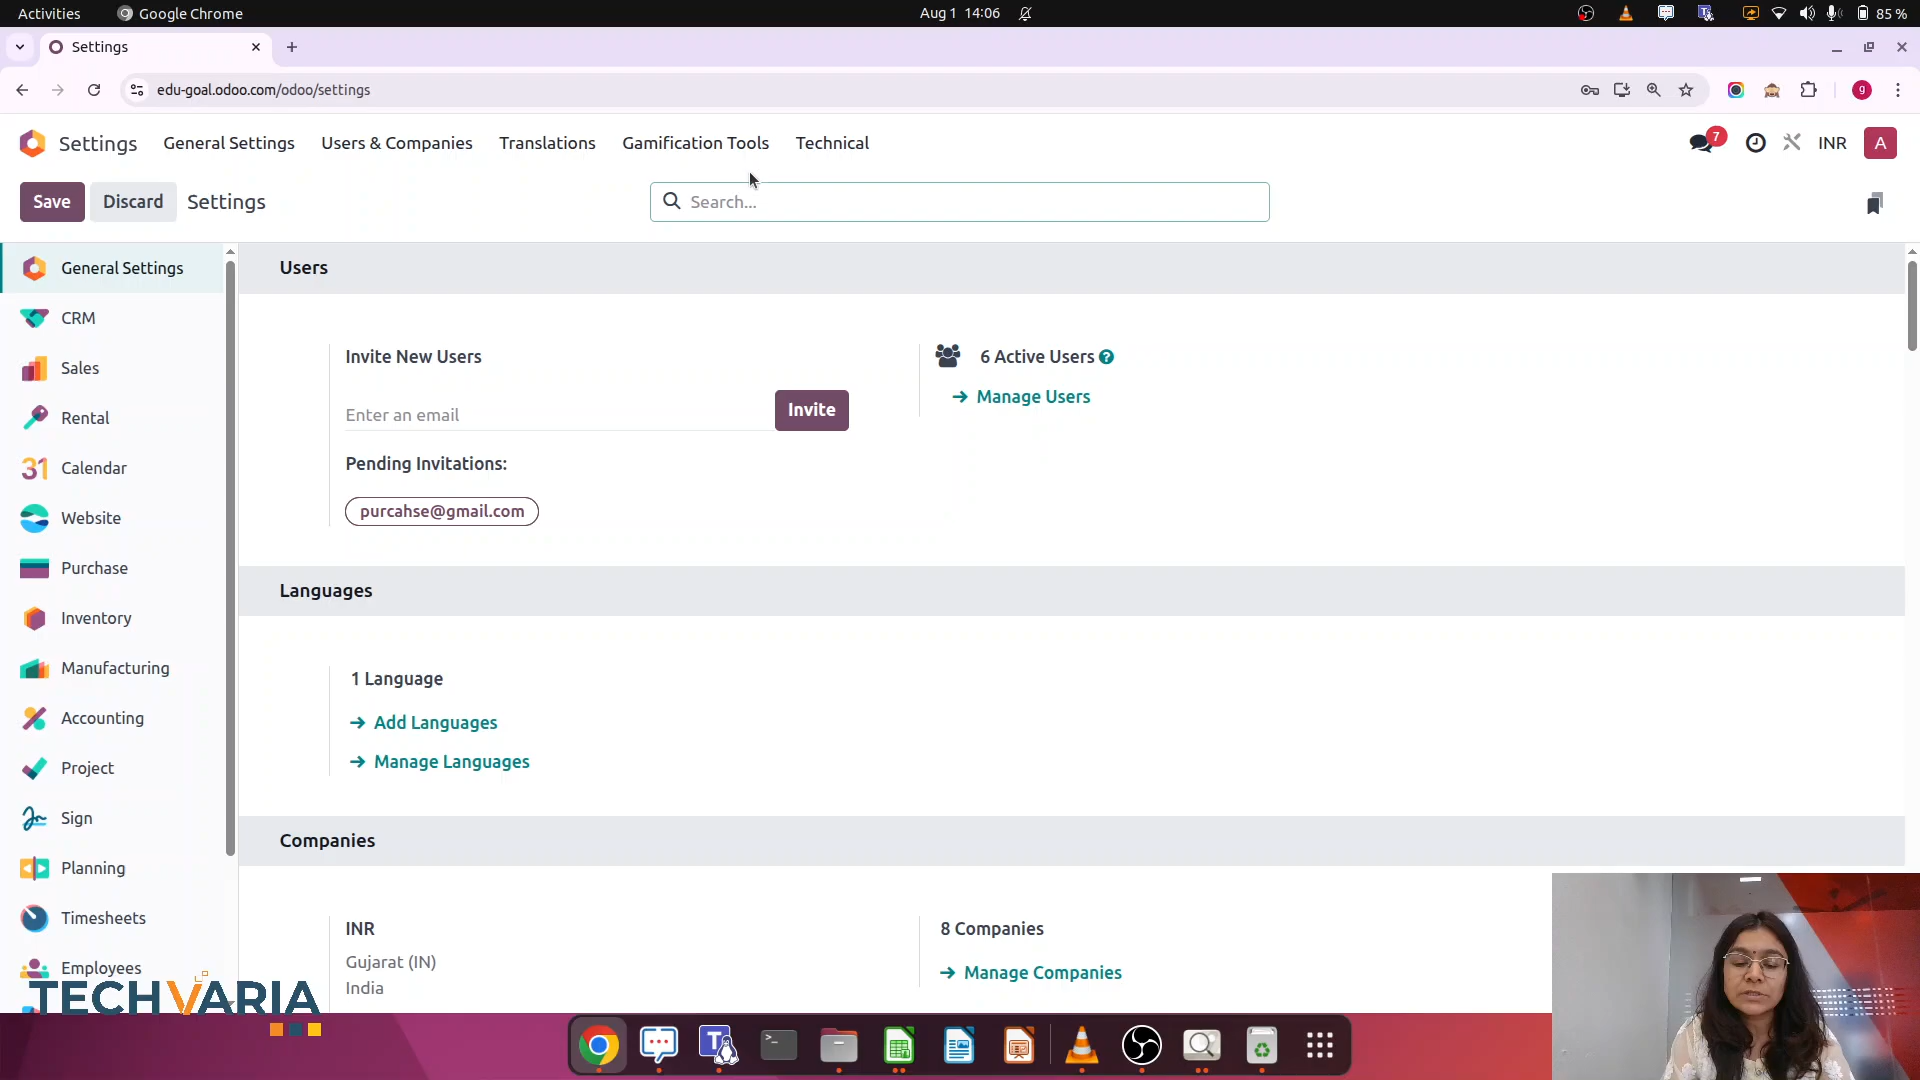 Activities
Google Chrome
Aug 1 14:06
85 %
Settings
edu-goal.odoo.com/odoo/settings
g
Settings
General Settings
Users & Companies
Translations
Gamification Tools
Technical
7
INR
A
Save
Discard
Settings
Search...
General Settings
CRM
Sales
Rental
31
Calendar
Website
Purchase
Inventory
Manufacturing
Accounting
Project
Sign
Planning
Timesheets
Employees
Users
Invite New Users
Enter an email
Invite
Pending Invitations:
purcahse@gmail.com
6 Active Users
?
Manage Users
Languages
1 Language
Add Languages
Manage Languages
Companies
INR
Gujarat (IN)
India
8 Companies
Manage Companies
TECHVARIA
T
>_